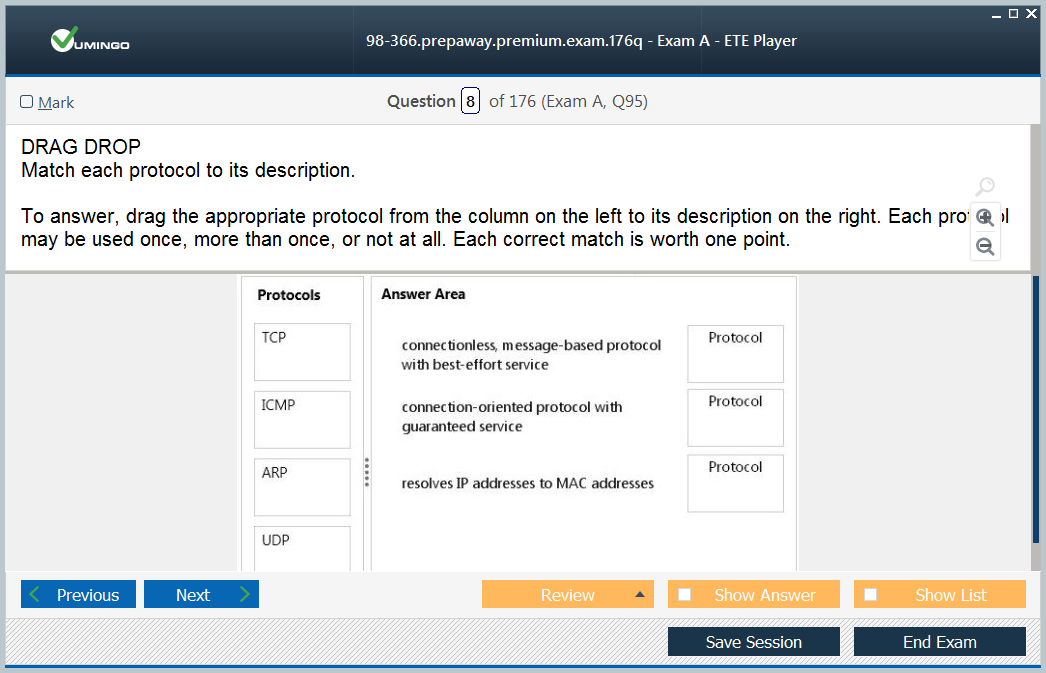 VUMINGO
98-366.prepaway.premium.exam.176q - Exam A - ETE Player
Mark
Question 8 of 176 (Exam A, Q95)
DRAG DROP
Match each protocol to its description.
To answer, drag the appropriate protocol from the column on the left to its description on the right. Each
may be used once, more than once, or not at all. Each correct match is worth one point.
Protocols
Answer Area
TCP
connectionless, message-based protocol
with best-effort service
Protocol
ICMP
connection-oriented protocol with
guaranteed service
Protocol
ARP
resolves IP addresses to MAC addresses
Protocol
UDP
Previous
Next
Review
Show Answer
Show List
Save Session
End Exam